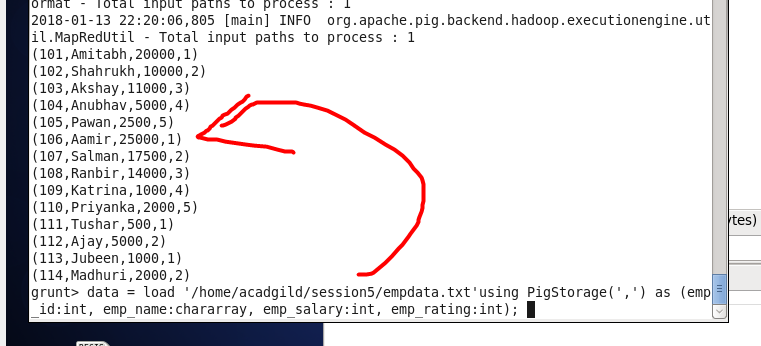 ormat - Total input paths to process : 1
2018-01-13 22:20:06,805 [main] INFO  org.apache.pig.backend.hadoop.executionengine.ut
il.MapRedUtil - Total input paths to process : 1
(101,Amitabh,20000,1)
(102,Shahrukh,10000,2)
(103,Akshay,11000,3)
(104,Anubhav,5000,4)
(105,Pawan,2500,5)
(106,Aamir,25000,1)
(107,Salman,17500,2)
(108,Ranbir,14000,3)
(109,Katrina,1000,4)
(110,Priyanka,2000,5)
(111,Tushar,500,1)
(112,Ajay,5000,2)
(113,Jubeen,1000,1)
(114,Madhuri,2000,2)
grunt> data = load '/home/acadgild/session5/empdata.txt'using PigStorage(',') as (emp
_id:int, emp_name:chararray, emp_salary:int, emp_rating:int);
ytes)